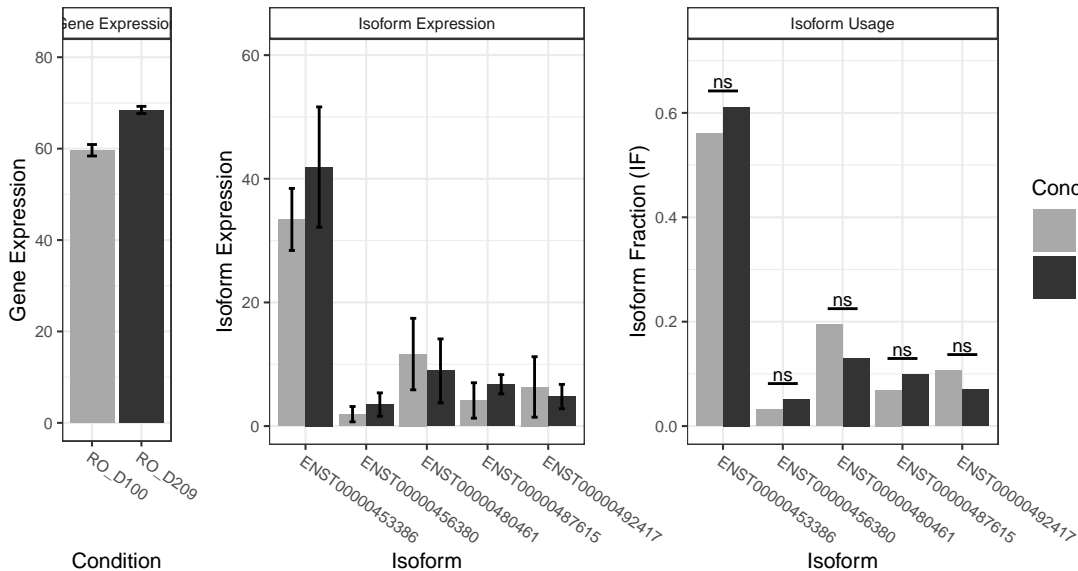 Gene Expression
Isoform Expression
Isoform Usage
Gene Expression
80
60
40
20
0
RO_D100
RO_D209
Condition
Isoform Expression
60
40
20
0
ENST00000453386
ENST00000456380
ENST00000480461
ENST00000487615
ENST00000492417
Isoform
Isoform Fraction (IF)
0.6
0.4
0.2
0.0
ns
ns
ns
ns
ns
ENST00000453386
ENST00000456380
ENST00000480461
ENST00000487615
ENST00000492417
Isoform
Cond